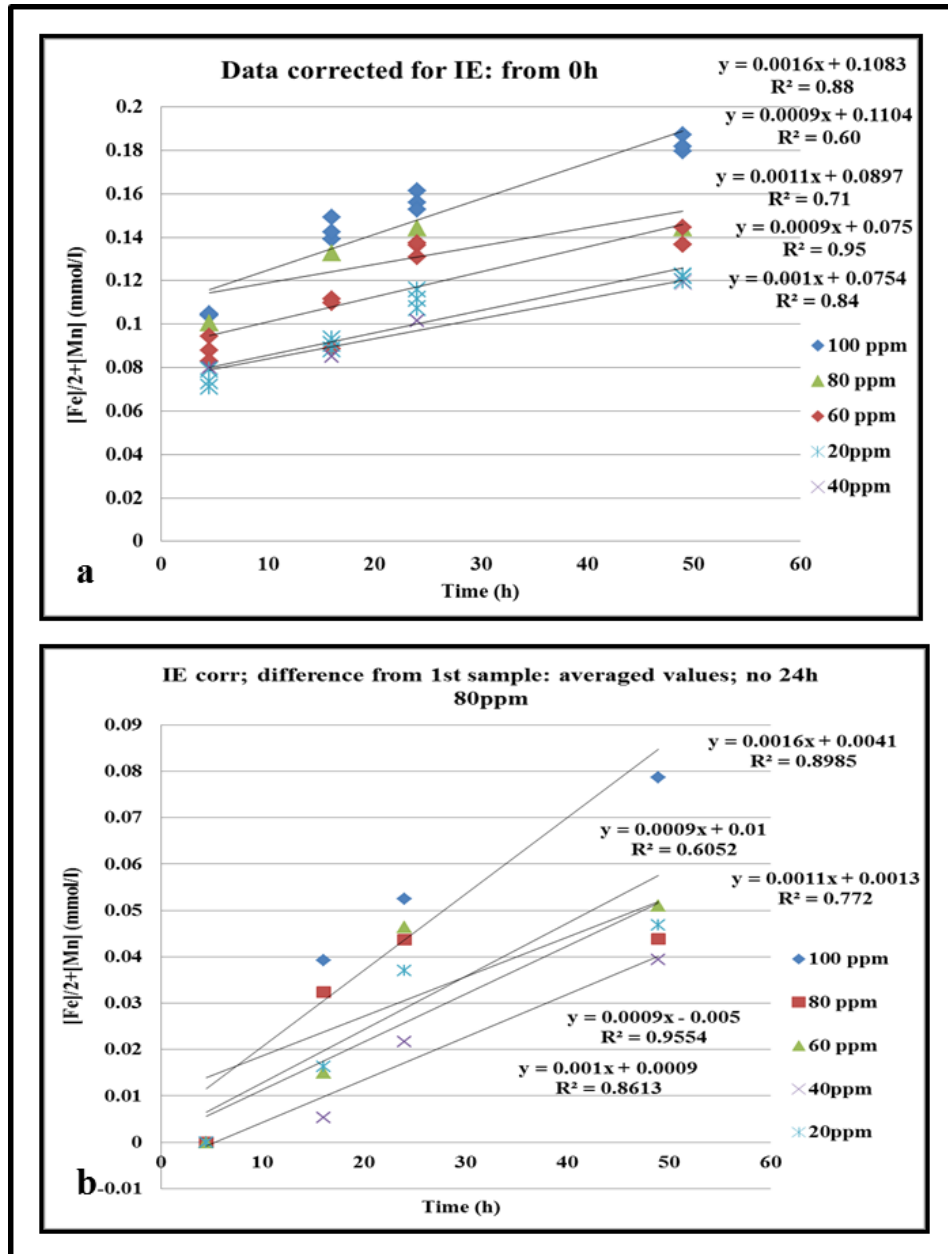 Data corrected for IE: from 0h
y = 0.0016x + 0.1083
R² = 0.88
y = 0.0009x + 0.1104
R² = 0.60
y = 0.0011x + 0.0897
R² = 0.71
y = 0.0009x + 0.075
R² = 0.95
y = 0.001x + 0.0754
R² = 0.84
[Fe]/2+[Mn] (mmol/l)
0.2
0.18
0.16
0.14
0.12
0.1
0.08
0.06
0.04
0.02
0
0 10 20 30 40 50 60
Time (h)
100 ppm
80 ppm
60 ppm
20ppm
40ppm
a
IE corr; difference from 1st sample: averaged values; no 24h
80ppm
y = 0.0016x + 0.0041
R² = 0.8985
y = 0.0009x + 0.01
R² = 0.6052
y = 0.0011x + 0.0013
R² = 0.772
y = 0.0009x - 0.005
R² = 0.9554
y = 0.001x + 0.0009
R² = 0.8613
[Fe]/2+[Mn] (mmol/l)
0.09
0.08
0.07
0.06
0.05
0.04
0.03
0.02
0.01
0
-0.01
0 10 20 30 40 50 60
Time (h)
100 ppm
80 ppm
60 ppm
40ppm
20ppm
b